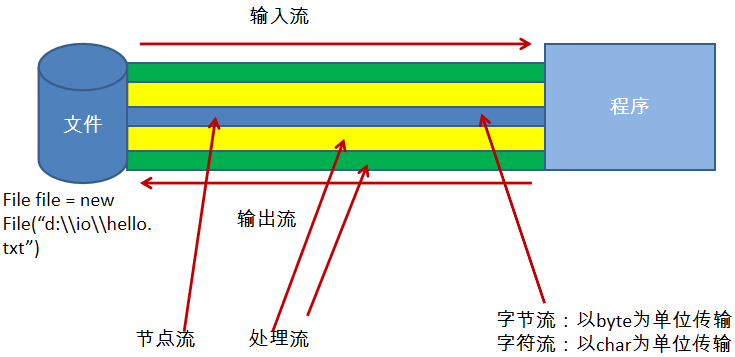 输入流
文件
程序
File file = new
File(“d:\\io\\hello.
txt”)
输出流
节点流
处理流
字节流：以byte为单位传输
字符流：以char为单位传输